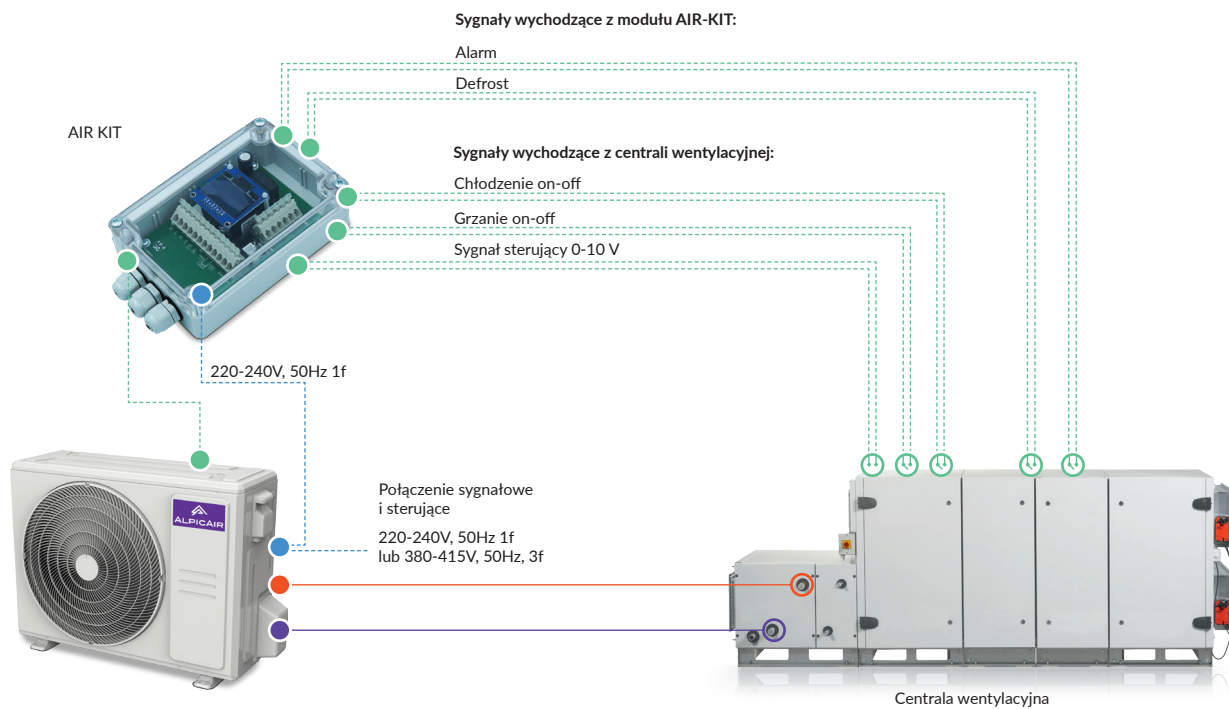 Sygnały wychodzące z modułu AIR-KIT:
Alarm
Defrost
AIR KIT
Sygnały wychodzące z centrali wentylacyjnej:
Chłodzenie on-off
Grzanie on-off
Sygnał sterujący 0-10 V
220-240V, 50Hz 1f
Połączenie sygnałowe
i sterujące
220-240V, 50Hz 1f
lub 380-415V, 50Hz, 3f
ALPICAIR
Centrala wentylacyjna